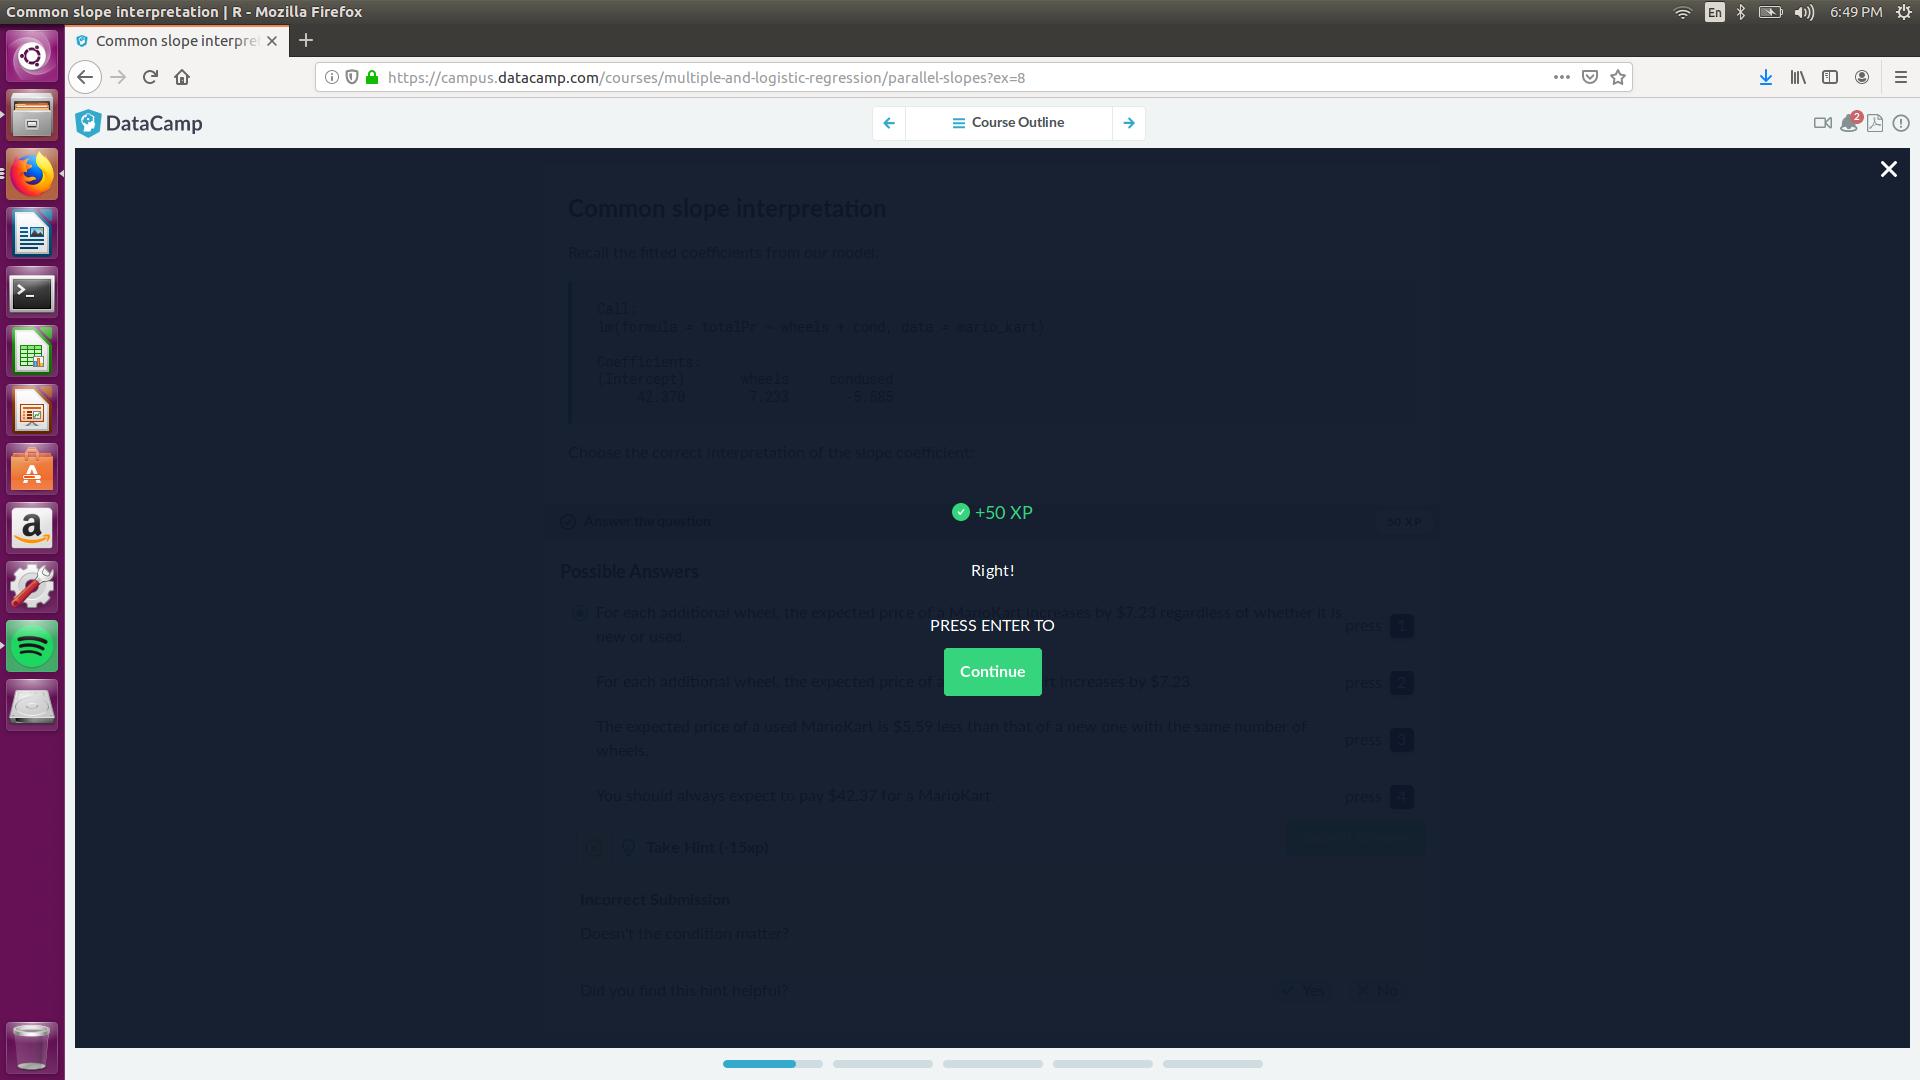 Common slope interpretation | R - Mozilla Firefox
En
6:49 PM
Common slope interpre
https://campus.datacamp.com/courses/multiple-and-logistic-regression/parallel-slopes?ex=8
DataCamp
Course Outline
2
Common slope interpretation
Recall the fitted coefficients from our model:
Call:
lm(formula = totalPr ~ wheels + cond, data = mario_kart)
Coefficients:
(Intercept) wheels condused
42.370 7.233 -5.585
Choose the correct interpretation of the slope coefficient:
+50 XP
Answer the question
50 XP
Possible Answers
Right!
For each additional wheel, the expected price of a MarioKart increases by $7.23 regardless of whether it is
new or used.
press 1
PRESS ENTER TO
Continue
For each additional wheel, the expected price of a
rt increases by $7.23.
press 2
The expected price of a used MarioKart is $5.59 less than that of a new one with the same number of
wheels.
press 3
You should always expect to pay $42.37 for a MarioKart.
press 4
Take Hint (-15xp)
Incorrect Submission
Doesn't the condition matter?
Did you find this hint helpful?
Yes
No